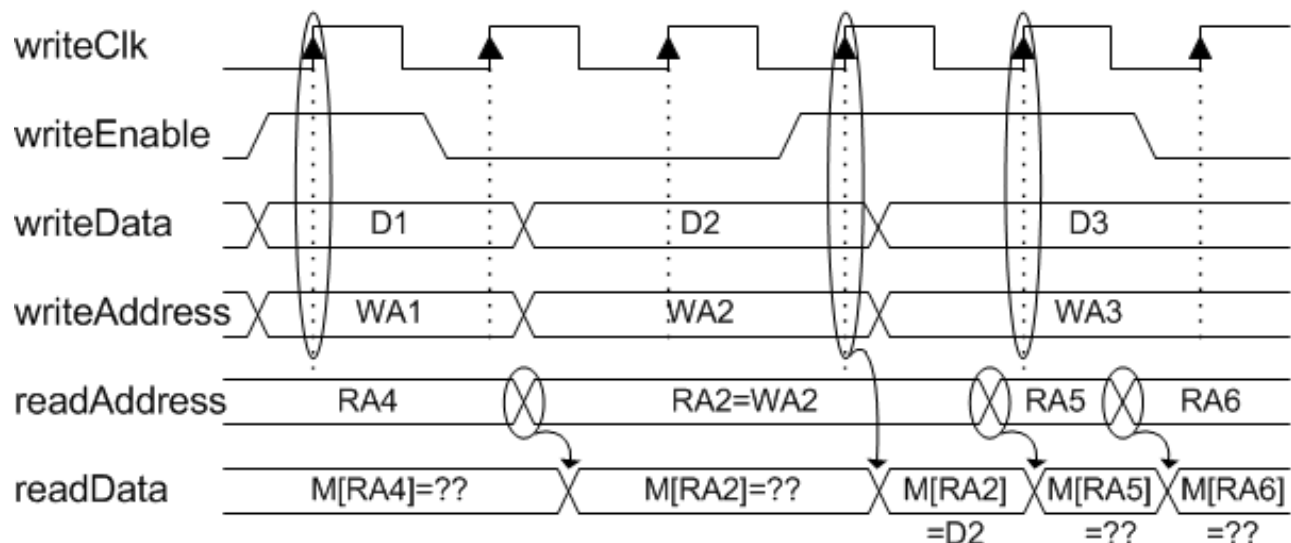 writeClk
writeEnable
writeData D1 D2 D3
writeAddress WA1 WA2 WA3
readAddress RA4 RA2=WA2 RA5 RA6
readData M[RA4]=?? M[RA2]=?? M[RA2] M[RA5] M[RA6]
=D2 =?? =??